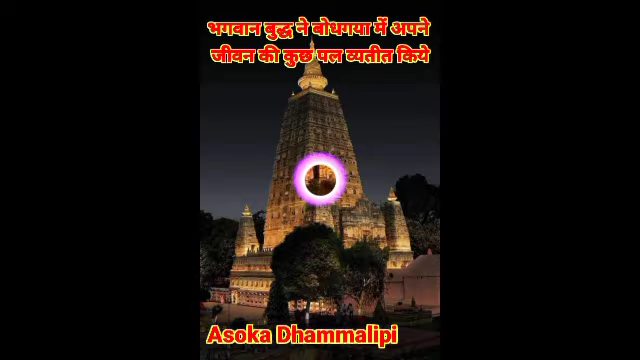 भगवान बुद्ध ने बोधगया में अपने
जीवन की कुछ पल व्यतीत किये
Asoka Dhammalipi